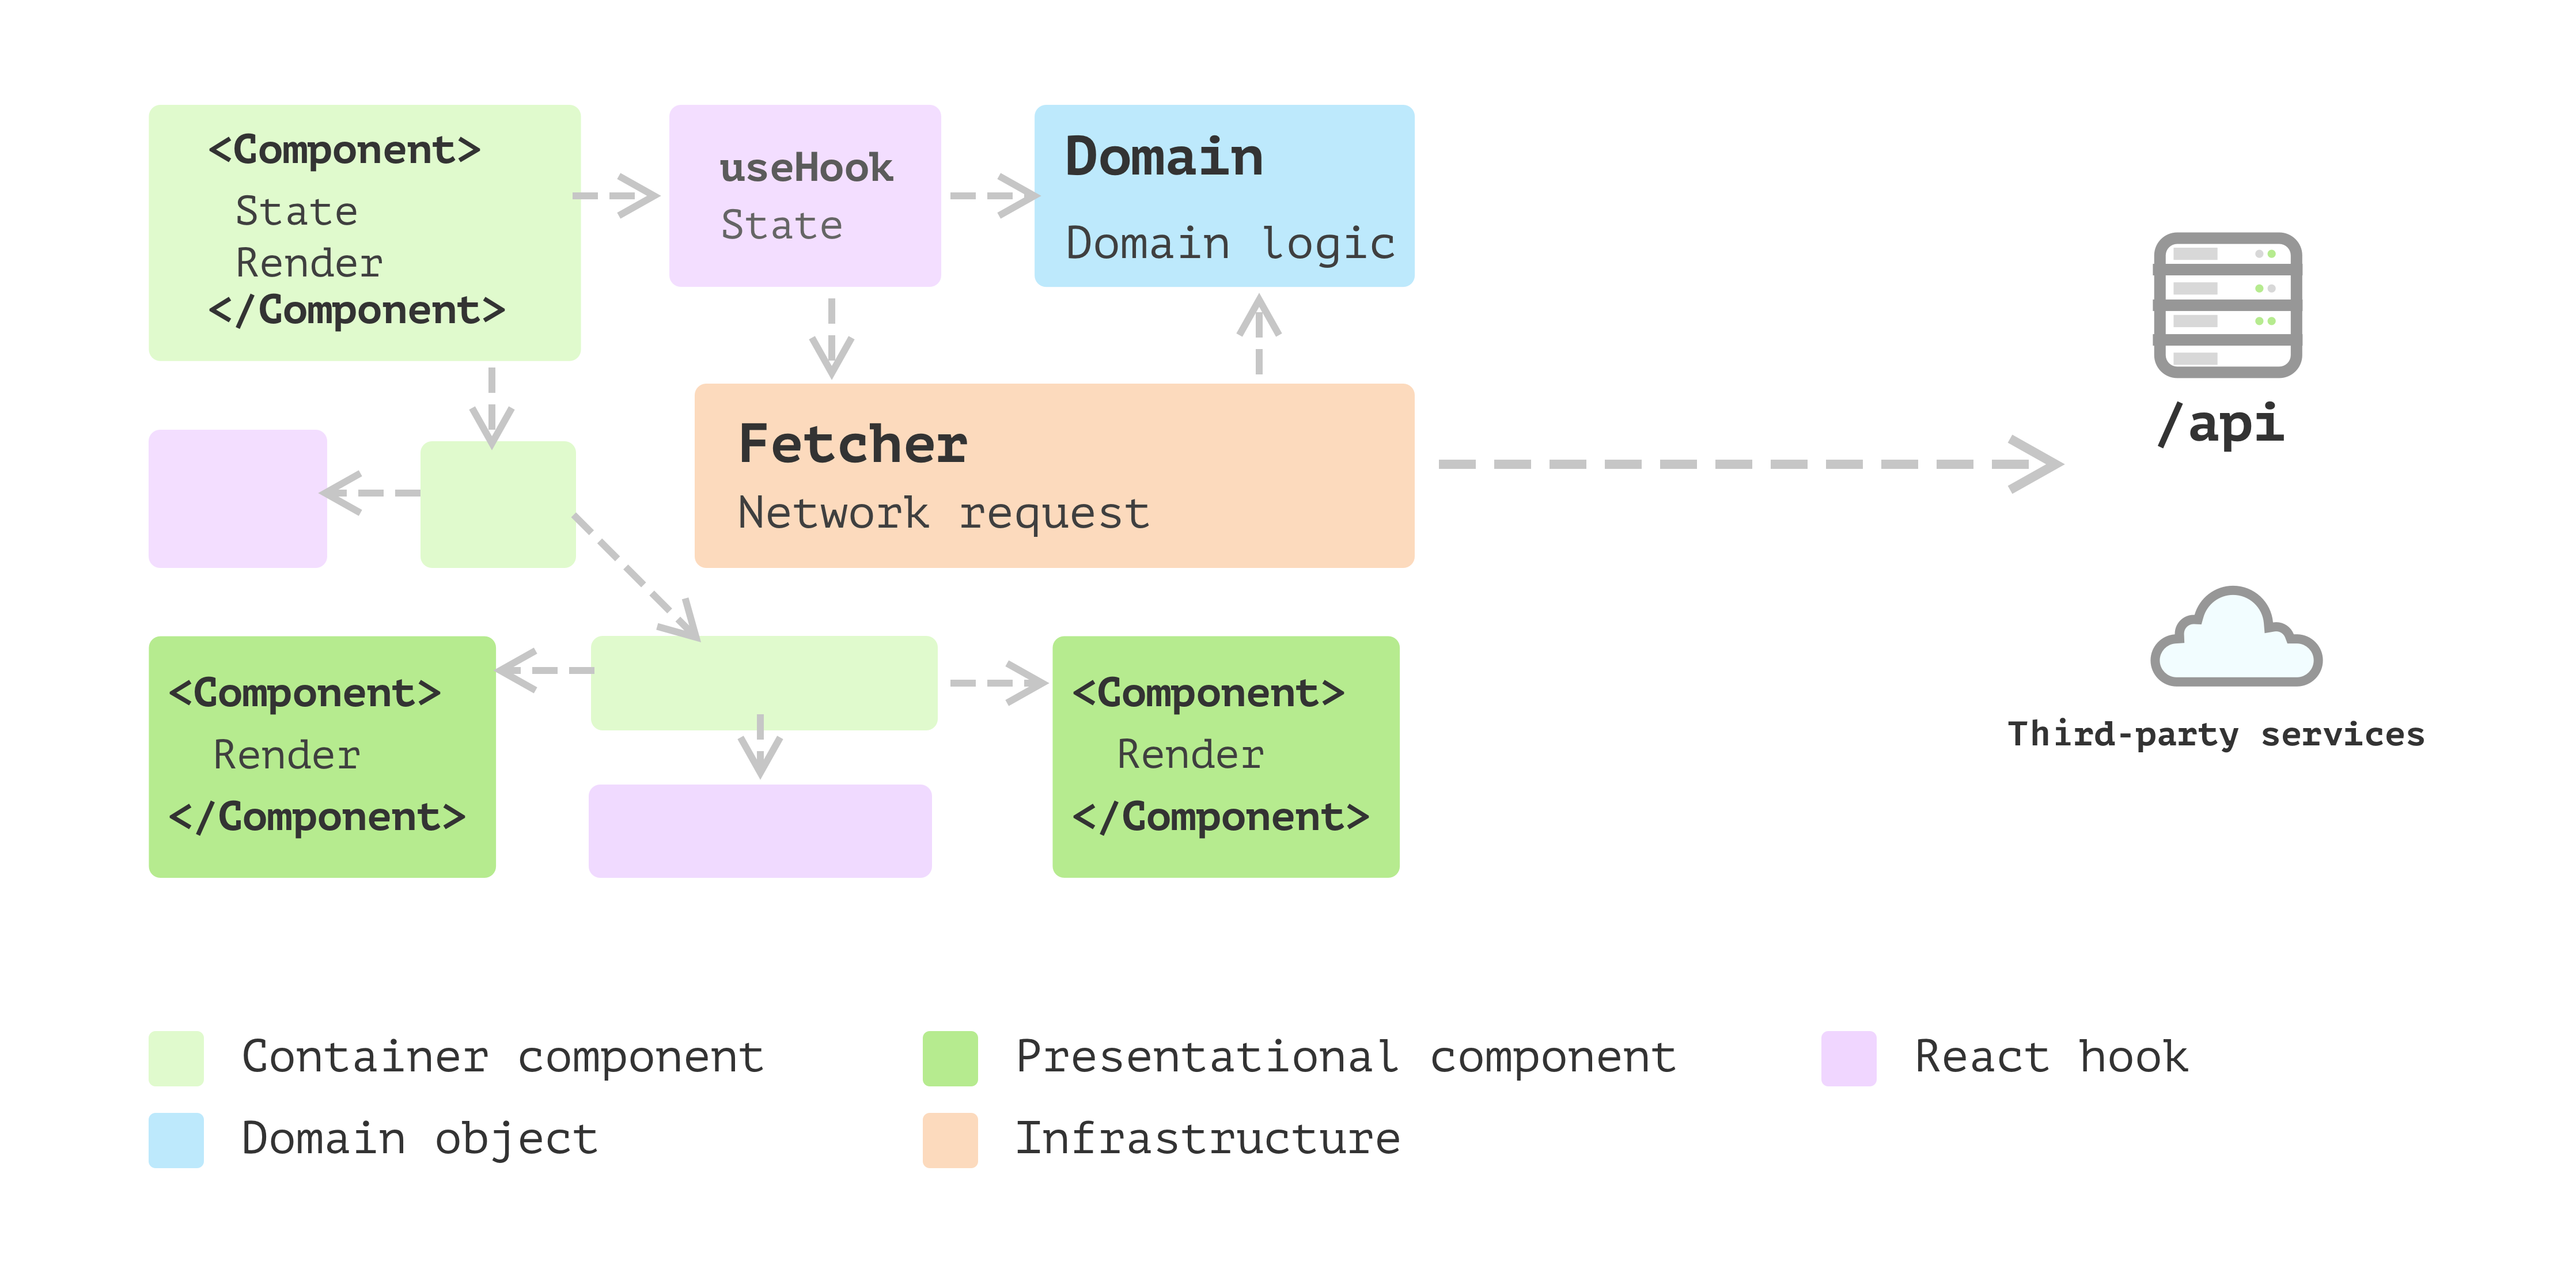 <Component>
State
Render
</Component>
useHook
State
Domain
Domain logic
Fetcher
Network request
/api
<Component>
Render
</Component>
<Component>
Render
</Component>
Third-party services
Container component
Presentational component
React hook
Domain object
Infrastructure